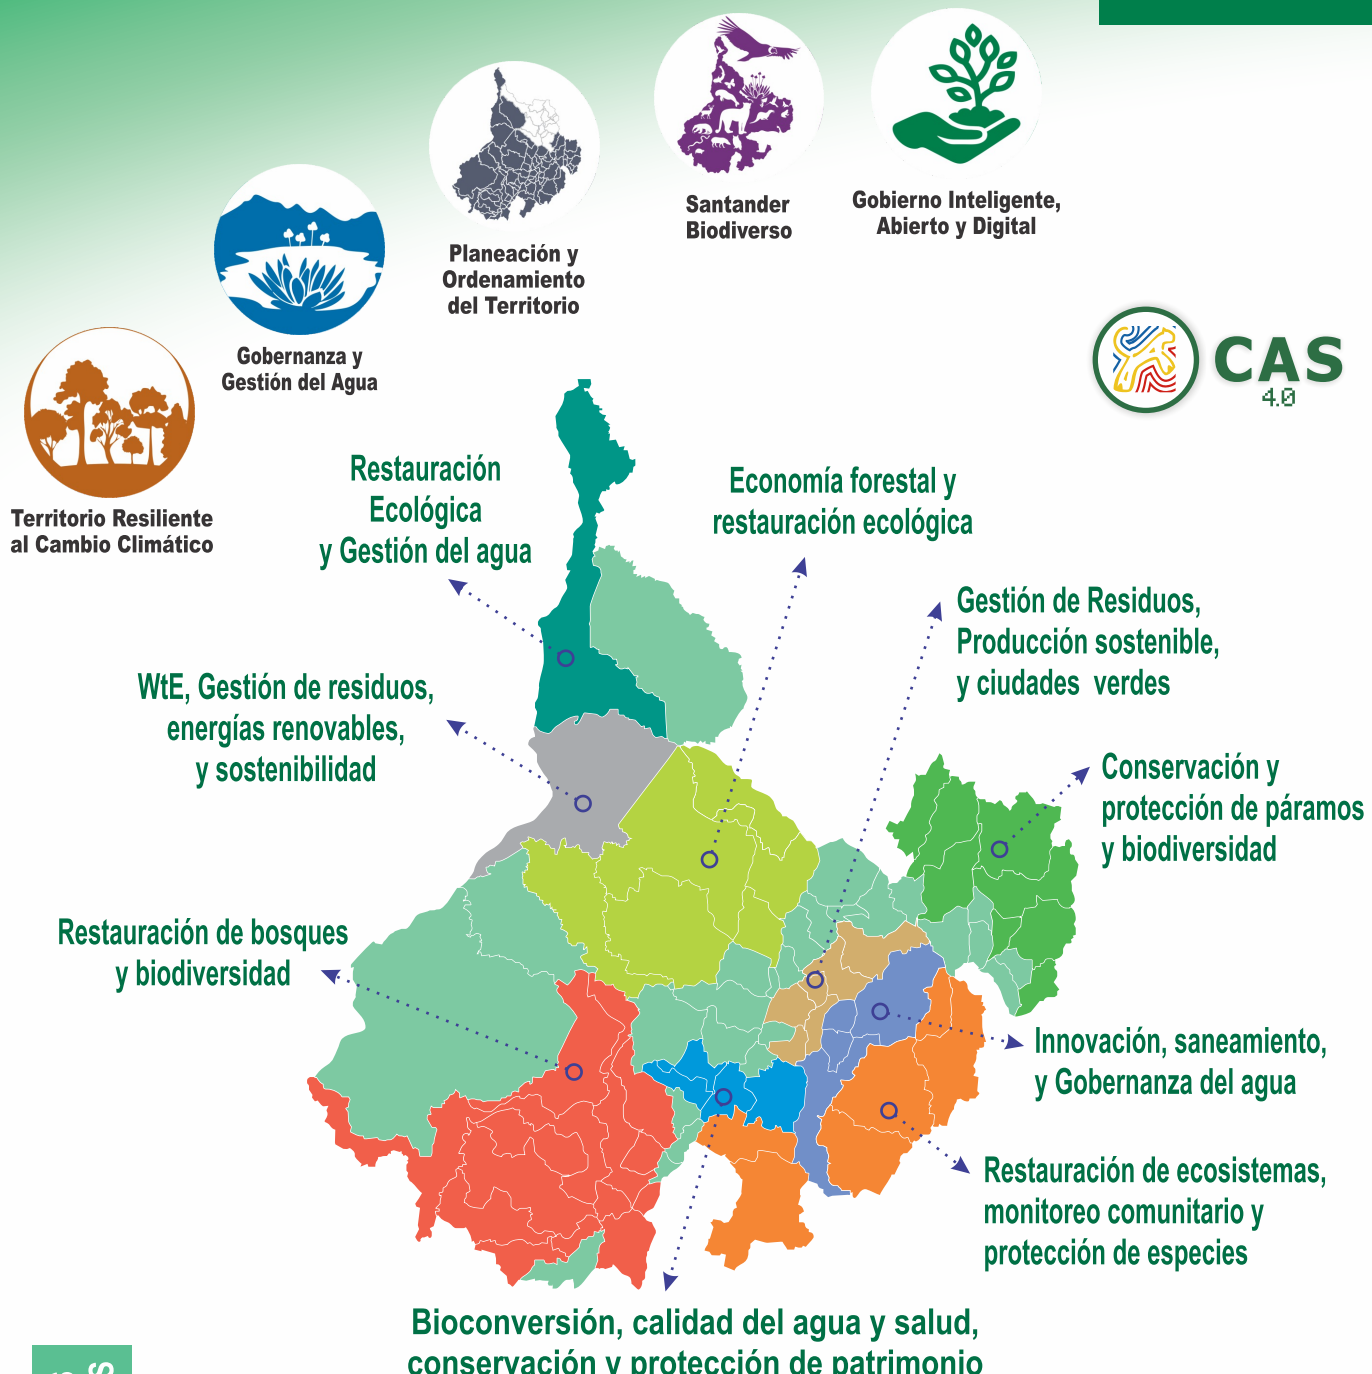 Santander
Biodiverso
Gobierno Inteligente,
Abierto y Digital
Planeación y
Ordenamiento
del Territorio
Gobernanza y
Gestión del Agua
Territorio Resiliente
al Cambio Climático
CAS
4.0
Restauración
Ecológica
y Gestión del agua
Economía forestal y
restauración ecológica
Gestión de Residuos,
Producción sostenible,
y ciudades verdes
WtE, Gestión de residuos,
energías renovables,
y sostenibilidad
Conservación y
protección de páramos
y biodiversidad
Restauración de bosques
y biodiversidad
Innovación, saneamiento,
y Gobernanza del agua
Restauración de ecosistemas,
monitoreo comunitario y
protección de especies
Bioconversión, calidad del agua y salud,
conservación y protección de patrimonio